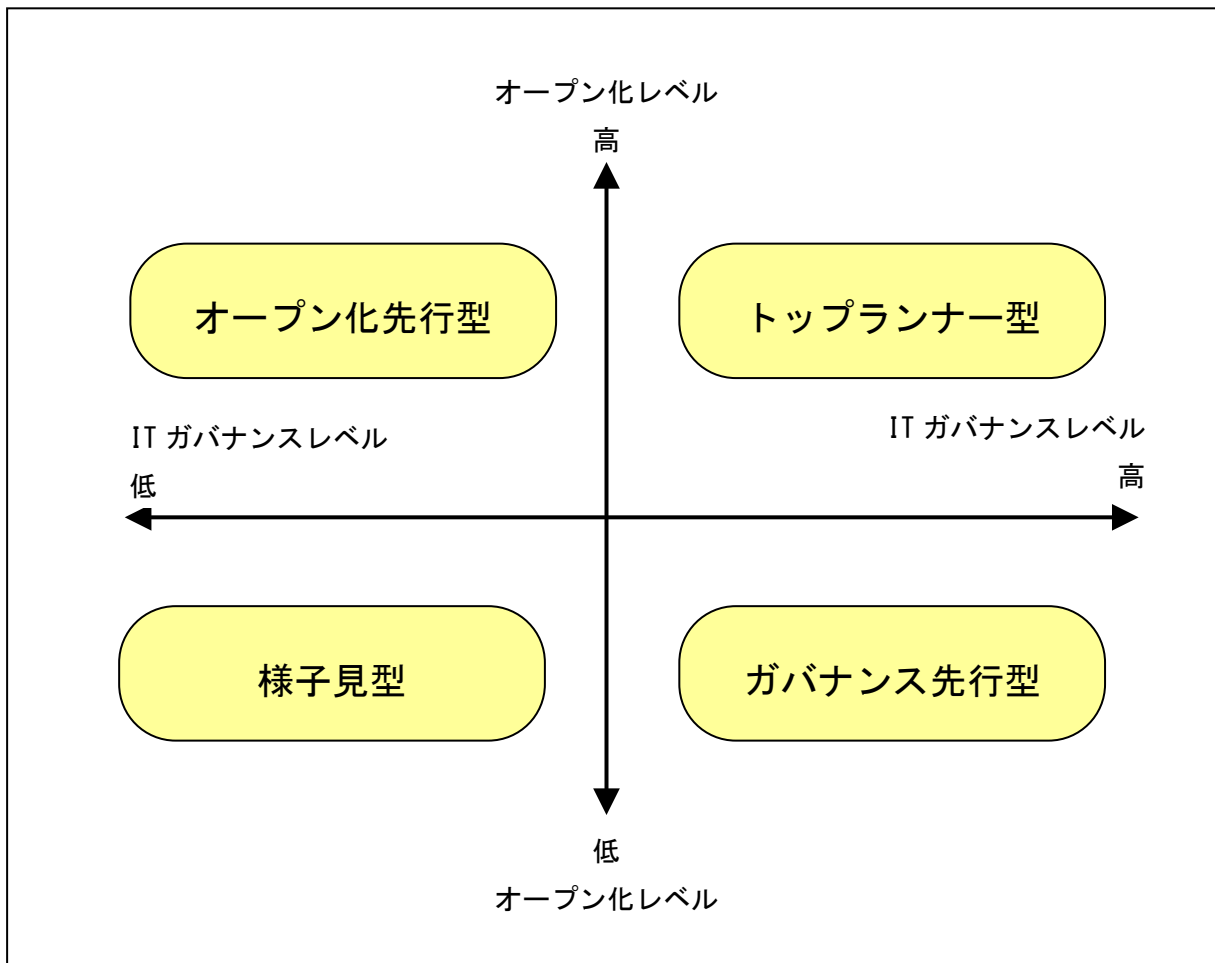 オープン化レベル
高
オープン化先行型
トップランナー型
IT ガバナンスレベル
低
IT ガバナンスレベル
高
様子見型
ガバナンス先行型
低
オープン化レベル